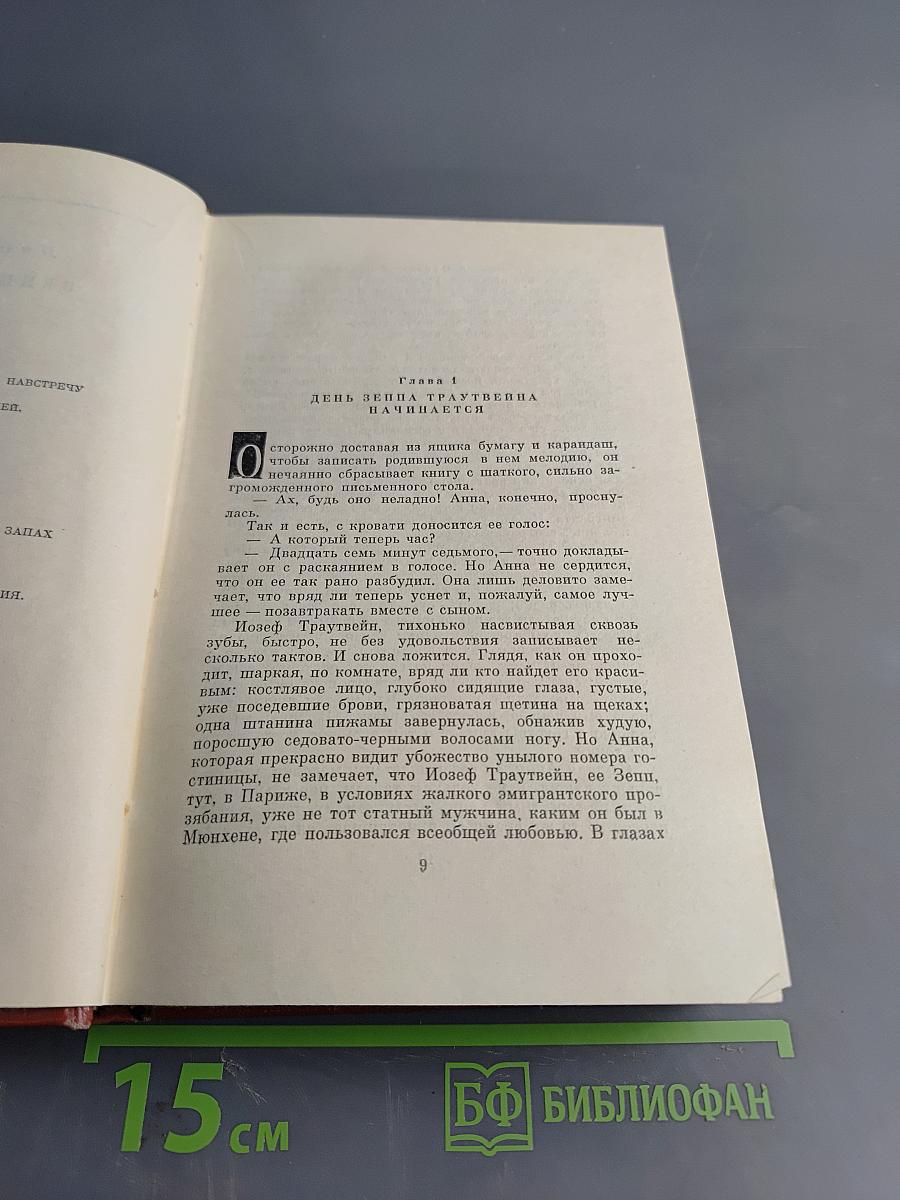 НАВСТРЕЧУ
ЕЙ.
ЗАПАХ
ИЯ.
Глава 1
ДЕНЬ ЗЕППА ТРАУТВЕЙНА
НАЧИНАЕТСЯ
Осторожно доставая из ящика бумагу и карандаш,
чтобы записать родившуюся в нем мелодию, он
нечаянно сбрасывает книгу с шаткого, сильно за-
громожденного письменного стола.
— Ах, будь оно неладно! Анна, конечно, просну-
лась.
Так и есть, с кровати доносится ее голос:
— А который теперь час?
— Двадцать семь минут седьмого,— точно доклады-
вает он с раскаянием в голосе. Но Анна не сердится,
что он ее так рано разбудил. Она лишь деловито заме-
чает, что вряд ли теперь уснет и, пожалуй, самое луч-
шее — позавтракать вместе с сыном.
Иозеф Траутвейн, тихонько насвистывая сквозь
зубы, быстро, не без удовольствия записывает не-
сколько тактов. И снова ложится. Глядя, как он прохо-
дит, шаркая, по комнате, вряд ли кто найдет его краси-
вым: костлявое лицо, глубоко сидящие глаза, густые,
уже поседевшие брови, грязноватая щетина на щеках;
одна штанина пижамы завернулась, обнажив худую,
поросшую седовато-черными волосами ногу. Но Анна,
которая прекрасно видит убожество унылого номера го-
стиницы, не замечает, что Иозеф Траутвейн, ее Зепп,
тут, в Париже, в условиях жалкого эмигрантского про-
зябания, уже не тот статный мужчина, каким он был в
Мюнхене, где пользовался всеобщей любовью. В глазах
9
15 см
БФ БИБЛИОФАН